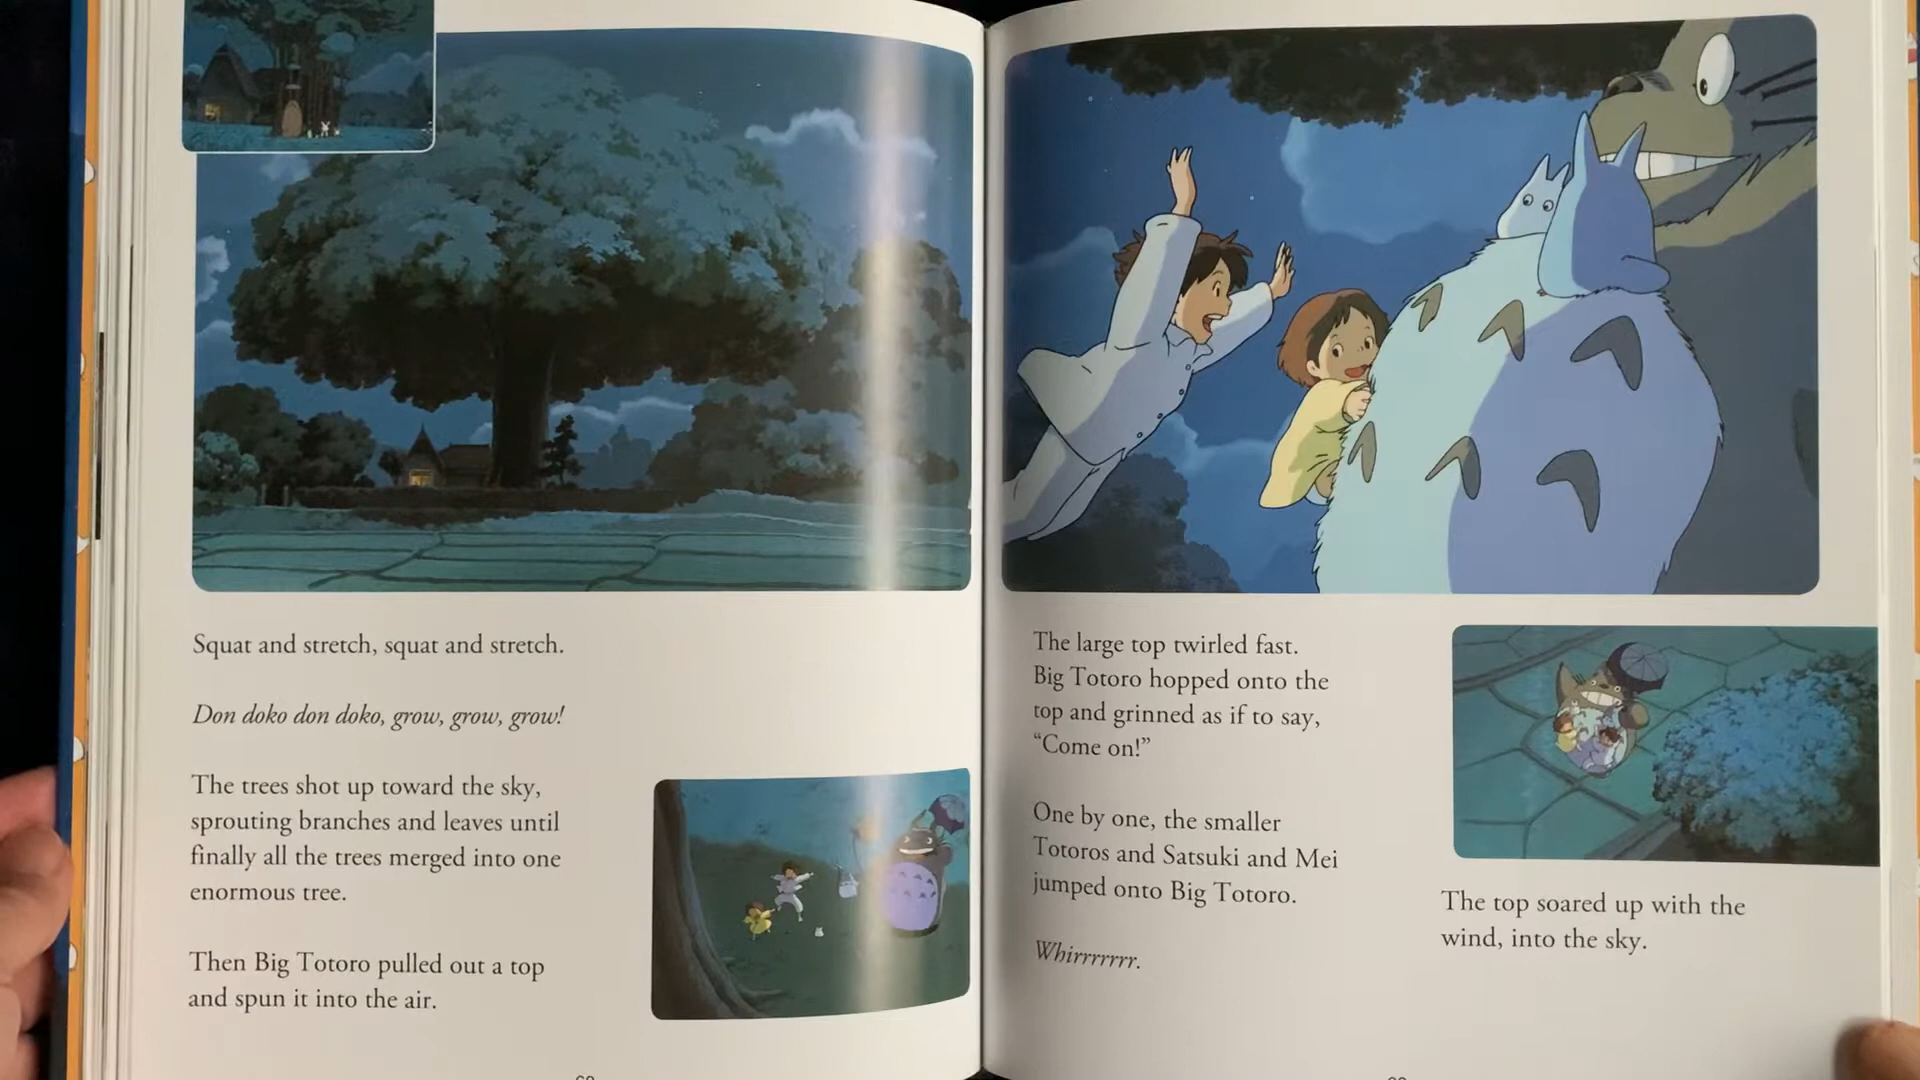 Squat and stretch, squat and stretch.
Don doko don doko, grow, grow, grow!
The trees shot up toward the sky,
sprouting branches and leaves until
finally all the trees merged into one
enormous tree.
Then Big Totoro pulled out a top
and spun it into the air.
The large top twirled fast.
Big Totoro hopped onto the
top and grinned as if to say,
“Come on!”
One by one, the smaller
Totoros and Satsuki and Mei
jumped onto Big Totoro.
Whirrrrrrr.
The top soared up with the
wind, into the sky.